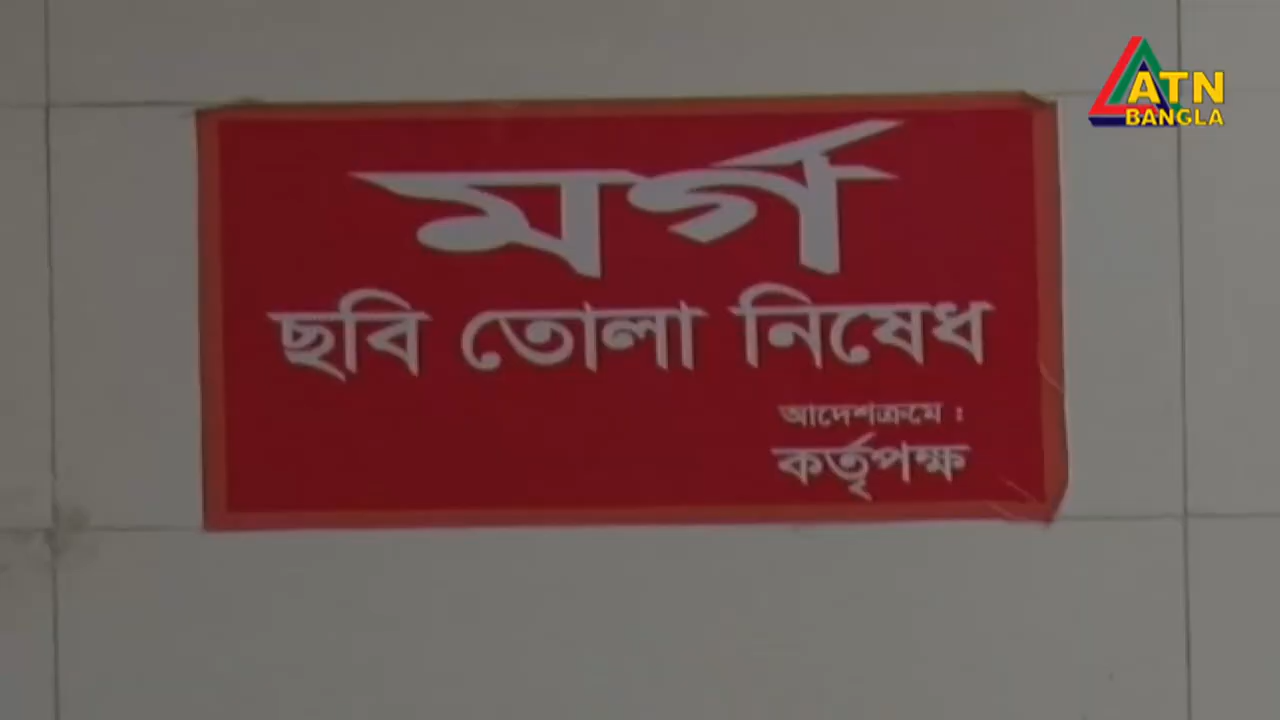 ATN
BANGLA
মর্গ
ছবি তোলা নিষেধ
আদেশক্রমে :
কর্তৃপক্ষ